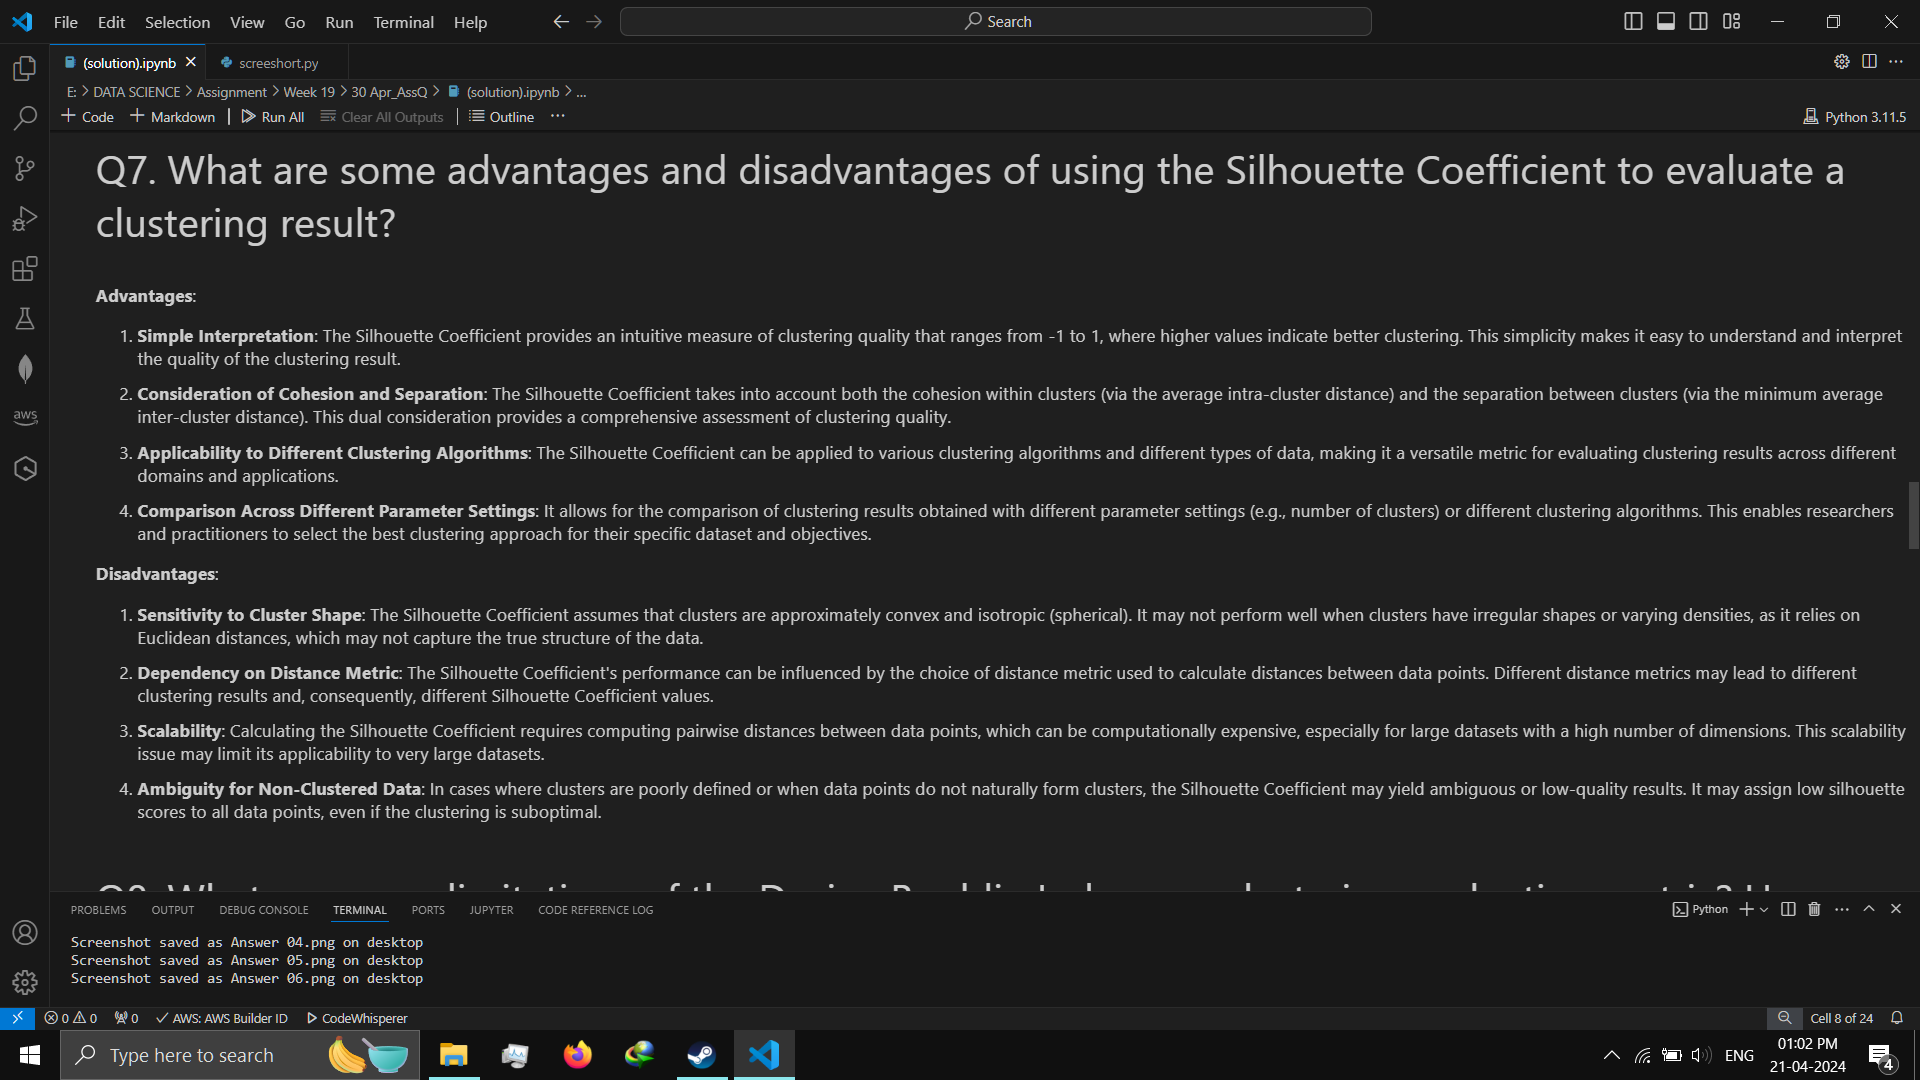 File Edit Selection View Go Run Terminal Help Search
(solution).ipynb screeshort.py
E: > DATA SCIENCE > Assignment > Week 19 > 30 Apr_AssQ > (solution).ipynb > ...
+ Code + Markdown | Run All Clear All Outputs | Outline ... Python 3.11.5
Q7. What are some advantages and disadvantages of using the Silhouette Coefficient to evaluate a
clustering result?
Advantages:
1. Simple Interpretation: The Silhouette Coefficient provides an intuitive measure of clustering quality that ranges from -1 to 1, where higher values indicate better clustering. This simplicity makes it easy to understand and interpret
the quality of the clustering result.
2. Consideration of Cohesion and Separation: The Silhouette Coefficient takes into account both the cohesion within clusters (via the average intra-cluster distance) and the separation between clusters (via the minimum average
inter-cluster distance). This dual consideration provides a comprehensive assessment of clustering quality.
3. Applicability to Different Clustering Algorithms: The Silhouette Coefficient can be applied to various clustering algorithms and different types of data, making it a versatile metric for evaluating clustering results across different
domains and applications.
4. Comparison Across Different Parameter Settings: It allows for the comparison of clustering results obtained with different parameter settings (e.g., number of clusters) or different clustering algorithms. This enables researchers
and practitioners to select the best clustering approach for their specific dataset and objectives.
Disadvantages:
1. Sensitivity to Cluster Shape: The Silhouette Coefficient assumes that clusters are approximately convex and isotropic (spherical). It may not perform well when clusters have irregular shapes or varying densities, as it relies on
Euclidean distances, which may not capture the true structure of the data.
2. Dependency on Distance Metric: The Silhouette Coefficient's performance can be influenced by the choice of distance metric used to calculate distances between data points. Different distance metrics may lead to different
clustering results and, consequently, different Silhouette Coefficient values.
3. Scalability: Calculating the Silhouette Coefficient requires computing pairwise distances between data points, which can be computationally expensive, especially for large datasets with a high number of dimensions. This scalability
issue may limit its applicability to very large datasets.
4. Ambiguity for Non-Clustered Data: In cases where clusters are poorly defined or when data points do not naturally form clusters, the Silhouette Coefficient may yield ambiguous or low-quality results. It may assign low silhouette
scores to all data points, even if the clustering is suboptimal.
aws
PROBLEMS OUTPUT DEBUG CONSOLE TERMINAL PORTS JUPYTER CODE REFERENCE LOG Python
Screenshot saved as Answer 04.png on desktop
Screenshot saved as Answer 05.png on desktop
Screenshot saved as Answer 06.png on desktop
0 0 0 AWS: AWS Builder ID CodeWhisperer Cell 8 of 24
Type here to search ENG 01:02 PM
21-04-2024 4